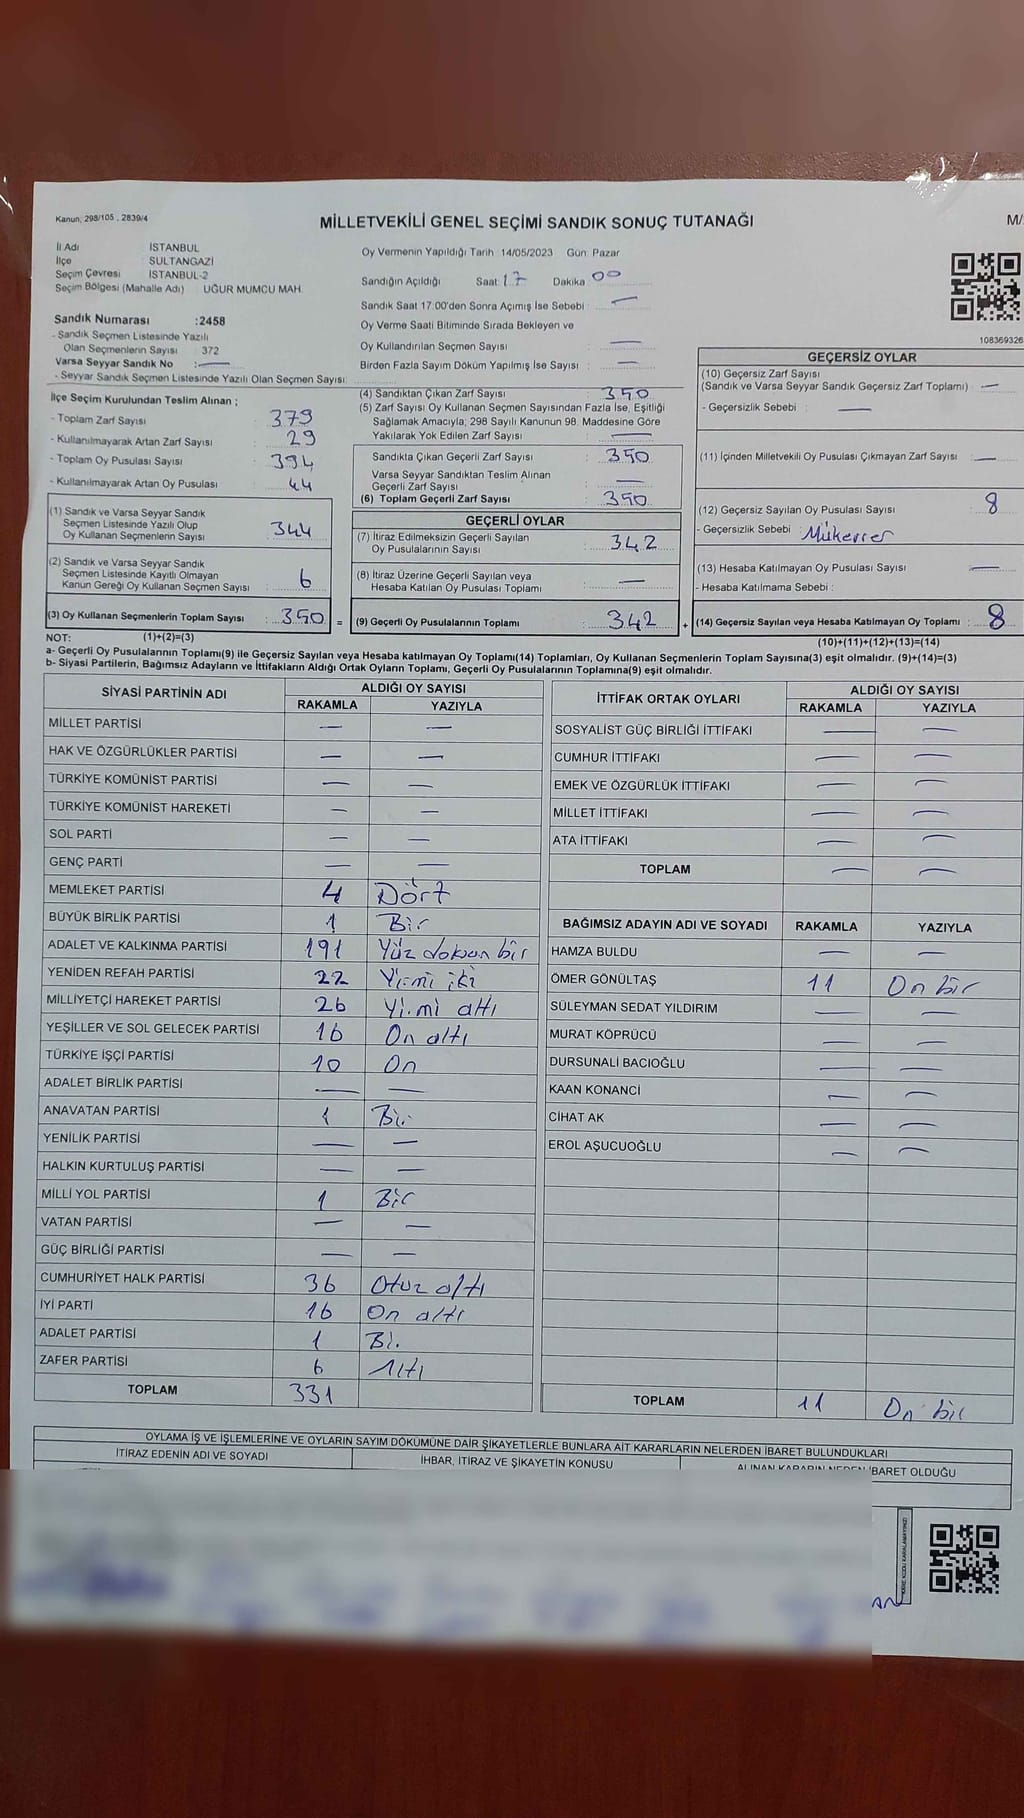 Kanun, 298/105 , 2839/4
MİLLETVEKİLİ GENEL SEÇİMİ SANDIK SONUÇ TUTANAĞI
M/
İl Adı İSTANBUL
İlçe : SULTANGAZİ
Seçim Çevresi : İSTANBUL-2
Seçim Bölgesi (Mahalle Adı) : UĞUR MUMCU MAH.
Sandık Numarası :2458
- Sandık Seçmen Listesinde Yazılı
Olan Seçmenlerin Sayısı : 372
Varsa Seyyar Sandık No : —
- Seyyar Sandık Seçmen Listesinde Yazılı Olan Seçmen Sayısı:
Oy Vermenin Yapıldığı Tarih :14/05/2023 Gün: Pazar
Sandığın Açıldığı Saat: 17 Dakika: 00
Sandık Saat 17:00'den Sonra Açımış İse Sebebi : —
Oy Verme Saati Bitiminde Sırada Bekleyen ve
Oy Kullandırılan Seçmen Sayısı : —
Birden Fazla Sayım Döküm Yapılmış İse Sayısı : —
108369326
İlçe Seçim Kurulundan Teslim Alınan ;
- Toplam Zarf Sayısı : 379
- Kullanılmayarak Artan Zarf Sayısı : 29
- Toplam Oy Pusulası Sayısı : 394
- Kullanılmayarak Artan Oy Pusulası : 44
(1) Sandık ve Varsa Seyyar Sandık
Seçmen Listesinde Yazılı Olup
Oy Kullanan Seçmenlerin Sayısı : 344
(2) Sandık ve Varsa Seyyar Sandık
Seçmen Listesinde Kayıtlı Olmayan
Kanun Gereği Oy Kullanan Seçmen Sayısı : 6
(3) Oy Kullanan Seçmenlerin Toplam Sayısı : 350 =
(4) Sandıktan Çıkan Zarf Sayısı : 350
(5) Zarf Sayısı Oy Kullanan Seçmen Sayısından Fazla İse, Eşitliği
Sağlamak Amacıyla, 298 Sayılı Kanunun 98. Maddesine Göre
Yakılarak Yok Edilen Zarf Sayısı : —
Sandıkta Çıkan Geçerli Zarf Sayısı : 350
Varsa Seyyar Sandıktan Teslim Alınan
Geçerli Zarf Sayısı : —
(6) Toplam Geçerli Zarf Sayısı : 350
GEÇERLİ OYLAR
(7) İtiraz Edilmeksizin Geçerli Sayılan
Oy Pusulalarının Sayısı : 342
(8) İtiraz Üzerine Geçerli Sayılan veya
Hesaba Katılan Oy Pusulası Toplamı : —
(9) Geçerli Oy Pusulalarının Toplamı : 342 +
GEÇERSİZ OYLAR
(10) Geçersiz Zarf Sayısı
(Sandık ve Varsa Seyyar Sandık Geçersiz Zarf Toplamı) : —
- Geçersizlik Sebebi : —
(11) İçinden Milletvekili Oy Pusulası Çıkmayan Zarf Sayısı : —
(12) Geçersiz Sayılan Oy Pusulası Sayısı : 8
- Geçersizlik Sebebi : Mükerrer
(13) Hesaba Katılmayan Oy Pusulası Sayısı : —
- Hesaba Katılmama Sebebi :
(14) Geçersiz Sayılan veya Hesaba Katılmayan Oy Toplamı : 8
NOT: (1)+(2)=(3) (10)+(11)+(12)+(13)=(14)
a- Geçerli Oy Pusulalarının Toplamı(9) ile Geçersiz Sayılan veya Hesaba katılmayan Oy Toplamı(14) Toplamları, Oy Kullanan Seçmenlerin Toplam Sayısına(3) eşit olmalıdır. (9)+(14)=(3)
b- Siyasi Partilerin, Bağımsız Adayların ve İttifakların Aldığı Ortak Oyların Toplamı, Geçerli Oy Pusulalarının Toplamına(9) eşit olmalıdır.
SİYASİ PARTİNİN ADI ALDIĞI OY SAYISI
RAKAMLA YAZIYLA
MİLLET PARTİSİ — —
HAK VE ÖZGÜRLÜKLER PARTİSİ — —
TÜRKİYE KOMÜNİST PARTİSİ — —
TÜRKİYE KOMÜNİST HAREKETİ — —
SOL PARTİ — —
GENÇ PARTİ — —
MEMLEKET PARTİSİ 4 Dört
BÜYÜK BİRLİK PARTİSİ 1 Bir
ADALET VE KALKINMA PARTİSİ 191 Yüz doksan bir
YENİDEN REFAH PARTİSİ 22 Yirmi iki
MİLLİYETÇİ HAREKET PARTİSİ 26 Yirmi altı
YEŞİLLER VE SOL GELECEK PARTİSİ 16 On altı
TÜRKİYE İŞÇİ PARTİSİ 10 On
ADALET BİRLİK PARTİSİ — —
ANAVATAN PARTİSİ 1 Bir
YENİLİK PARTİSİ — —
HALKIN KURTULUŞ PARTİSİ — —
MİLLİ YOL PARTİSİ 1 Bir
VATAN PARTİSİ — —
GÜÇ BİRLİĞİ PARTİSİ — —
CUMHURİYET HALK PARTİSİ 36 Otuz altı
İYİ PARTİ 16 On altı
ADALET PARTİSİ 1 Bir
ZAFER PARTİSİ 6 Altı
TOPLAM 331
İTTİFAK ORTAK OYLARI ALDIĞI OY SAYISI
RAKAMLA YAZIYLA
SOSYALİST GÜÇ BİRLİĞİ İTTİFAKI — —
CUMHUR İTTİFAKI — —
EMEK VE ÖZGÜRLÜK İTTİFAKI — —
MİLLET İTTİFAKI — —
ATA İTTİFAKI — —
TOPLAM — —
BAĞIMSIZ ADAYIN ADI VE SOYADI RAKAMLA YAZIYLA
HAMZA BULDU — —
ÖMER GÖNÜLTAŞ 11 On bir
SÜLEYMAN SEDAT YILDIRIM — —
MURAT KÖPRÜCÜ — —
DURSUNALİ BACIOĞLU — —
KAAN KONANCİ — —
CİHAT AK — —
EROL AŞUCUOĞLU — —
TOPLAM 11 On bir
OYLAMA İŞ VE İŞLEMLERİNE VE OYLARIN SAYIM DÖKÜMÜNE DAİR ŞİKAYETLERLE BUNLARA AİT KARARLARIN NELERDEN İBARET BULUNDUKLARI
İTİRAZ EDENİN ADI VE SOYADI İHBAR, İTİRAZ VE ŞİKAYETİN KONUSU ALINAN KARARIN NEDEN İBARET OLDUĞU